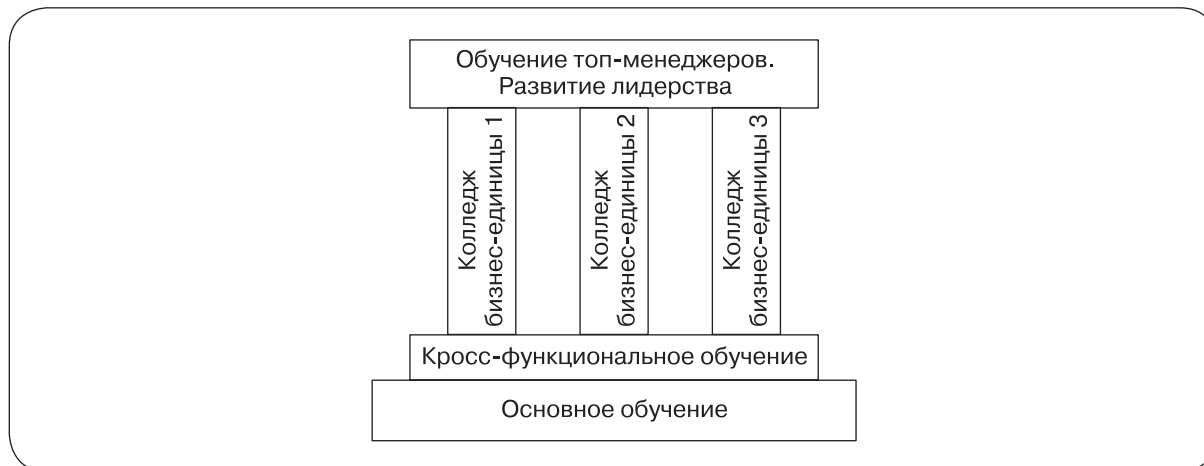 Обучение топ-менеджеров.
Развитие лидерства
Колледж
бизнес-единицы 1
Колледж
бизнес-единицы 2
Колледж
бизнес-единицы 3
Кросс-функциональное обучение
Основное обучение